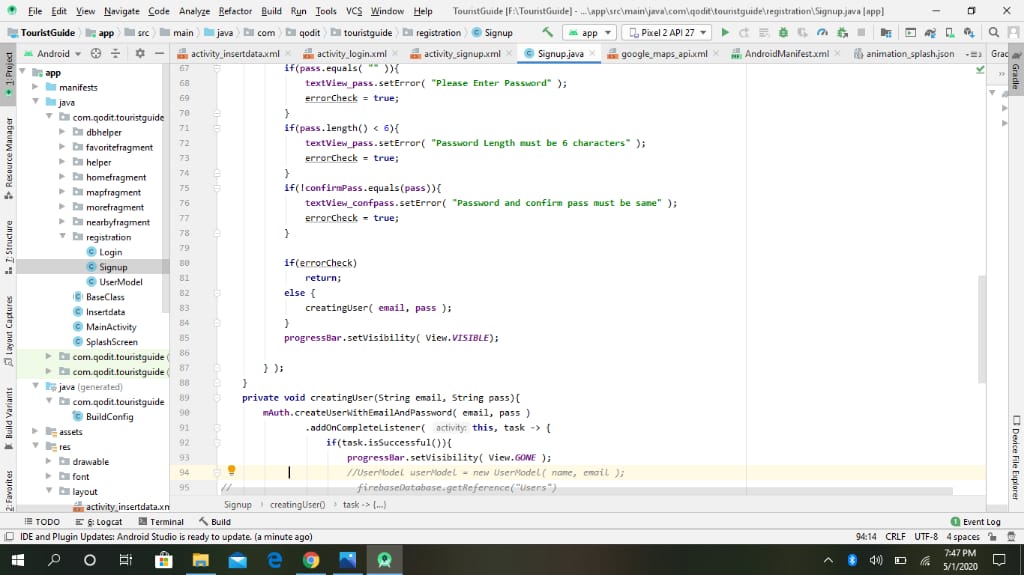 File Edit View Navigate Code Analyze Refactor Build Run Tools VCS Window Help TouristGuide [F:\TouristGuide] - ...\app\src\main\java\com\qodit\touristguide\registration\Signup.java [app]
TouristGuide app src main java com qodit touristguide registration Signup app Pixel 2 API 27
Android activity_insertdata.xml activity_login.xml activity_signup.xml Signup.java google_maps_api.xml AndroidManifest.xml animation_splash.json Grad
1: Project
Resource Manager
7: Structure
Layout Captures
Build Variants
2: Favorites
app
manifests
java
com.qodit.touristguide
dbhelper
favoritefragment
helper
homefragment
mapfragment
morefragment
nearbyfragment
registration
Login
Signup
UserModel
BaseClass
Insertdata
MainActivity
SplashScreen
com.qodit.touristguide (
com.qodit.touristguide (
java (generated)
com.qodit.touristguide
BuildConfig
assets
res
drawable
font
layout
activity_insertdata.xn
67 if(pass.equals( "" )){
68 textView_pass.setError( "Please Enter Password" );
69 errorCheck = true;
70 }
71 if(pass.length() < 6){
72 textView_pass.setError( "Password Length must be 6 characters" );
73 errorCheck = true;
74 }
75 if(!confirmPass.equals(pass)){
76 textView_confpass.setError( "Password and confirm pass must be same" );
77 errorCheck = true;
78 }
79
80 if(errorCheck)
81 return;
82 else {
83 creatingUser( email, pass );
84 }
85 progressBar.setVisibility( View.VISIBLE);
86
87 } );
88 }
89 private void creatingUser(String email, String pass){
90 mAuth.createUserWithEmailAndPassword( email, pass )
91 .addOnCompleteListener( activity: this, task -> {
92 if(task.isSuccessful()){
93 progressBar.setVisibility( View.GONE );
94 //UserModel userModel = new UserModel( name, email );
95 // firebaseDatabase.getReference("Users")
Signup › creatingUser() › task -> {...}
Gradle
Device File Explorer
TODO 6: Logcat Terminal Build 1 Event Log
IDE and Plugin Updates: Android Studio is ready to update. (a minute ago) 94:14 CRLF UTF-8 4 spaces
7:47 PM
5/1/2020